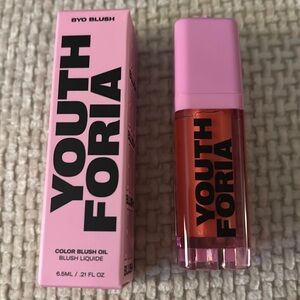 BYO BLUSH
YOUTH
FORIA
COLOR BLUSH OIL
BLUSH LIQUIDE
6.5ML / .21 FL OZ
YOUTH
FORIA